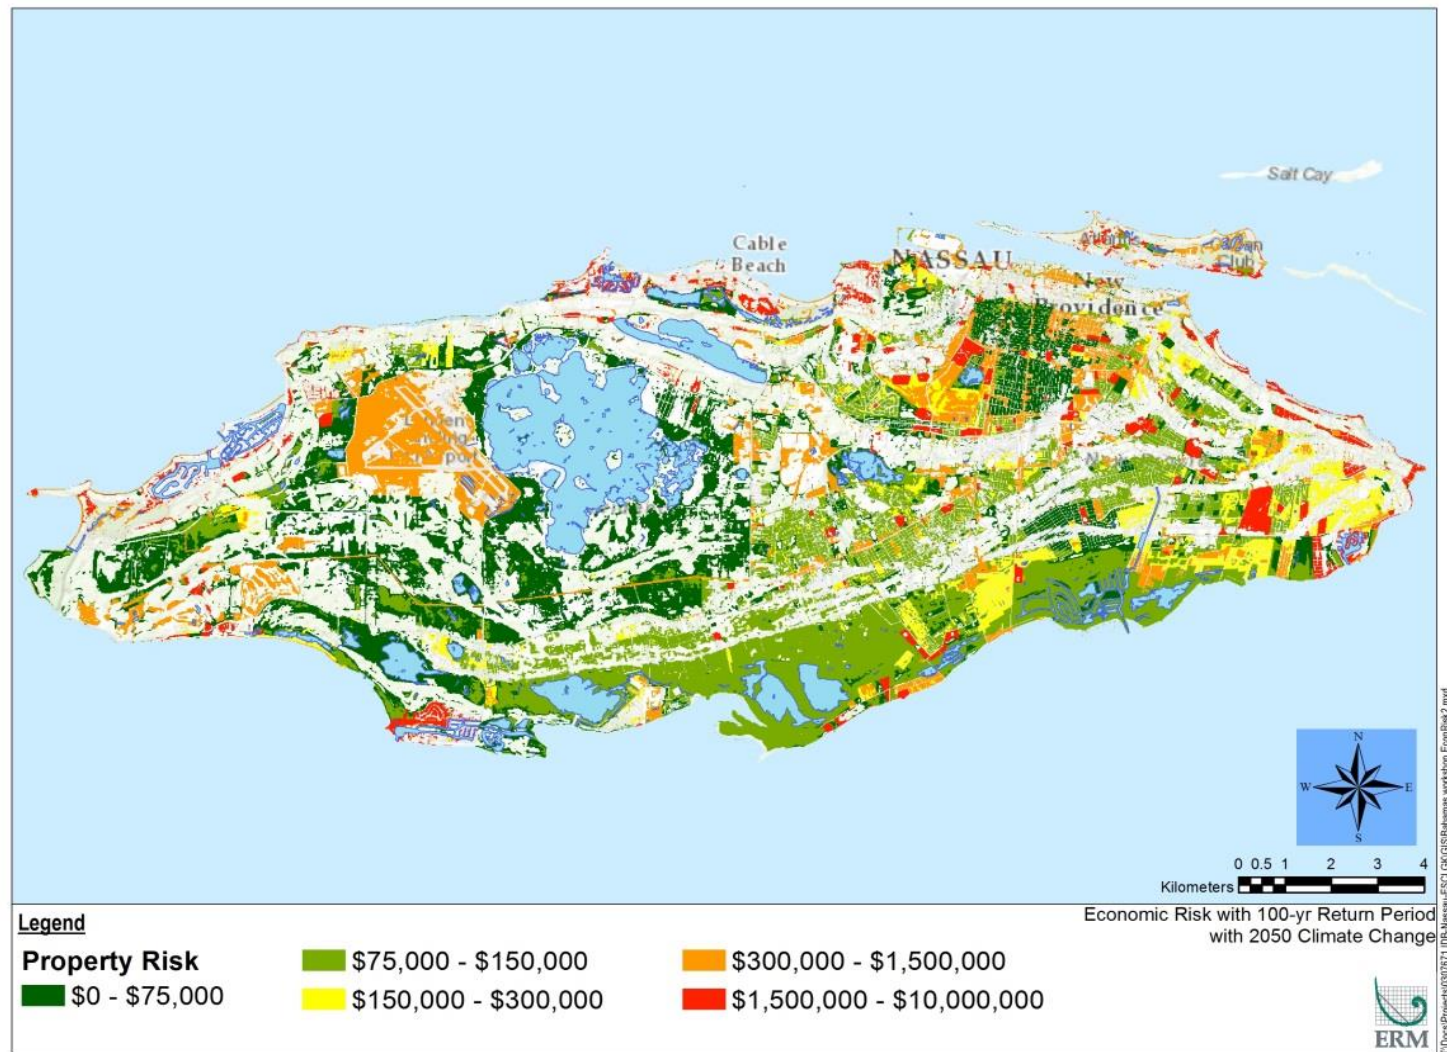 Salt Cay
Cable
Beach
NASSAU
Atlantis
Club
New
Providence
N
W
E
S
0 0.5 1 2 3 4
Kilometers
Economic Risk with 100-yr Return Period
with 2050 Climate Change
Legend
Property Risk
$0 - $75,000
$75,000 - $150,000
$150,000 - $300,000
$300,000 - $1,500,000
$1,500,000 - $10,000,000
ERM